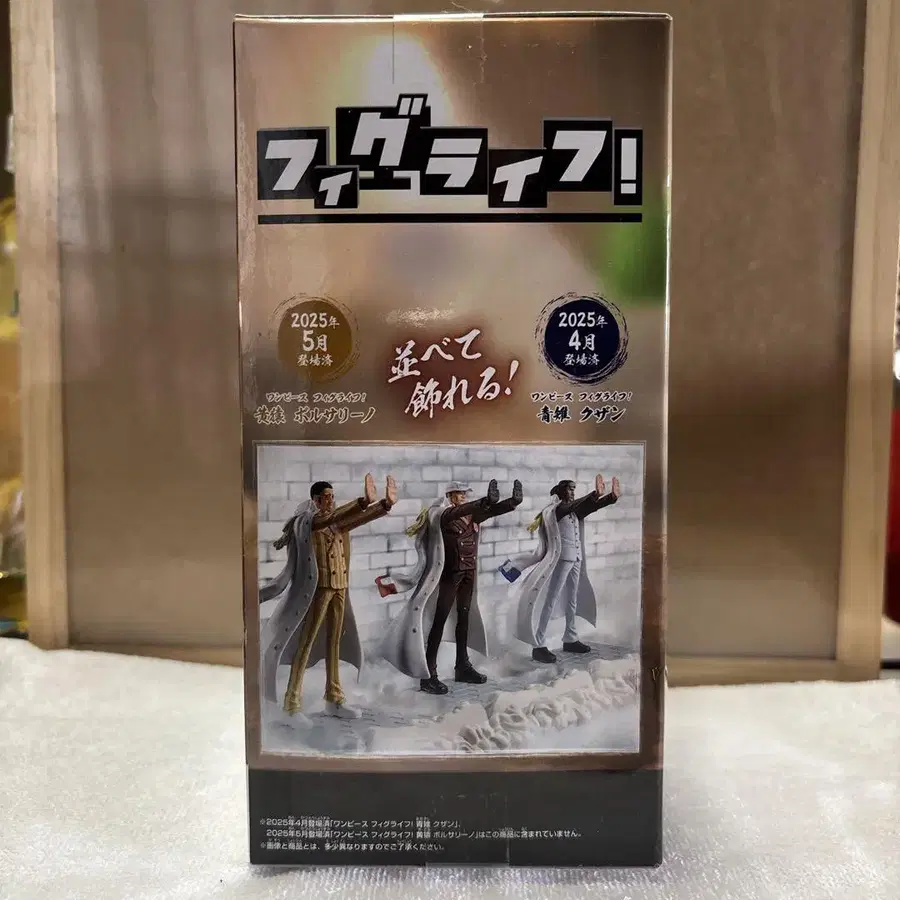 フィグライフ!
2025年
5月
登場済
2025年
4月
登場済
並べて
飾れる!
ワンピース フィグライフ!
黄猿 ボルサリーノ
ワンピース フィグライフ!
青雉 クザン
※2025年4月登場済「ワンピース フィグライフ! 青雉 クザン」、
2025年5月登場済「ワンピース フィグライフ! 黄猿 ボルサリーノ」はこの商品に含まれていません。
※画像と商品とは、多少異なりますのでご了承ください。